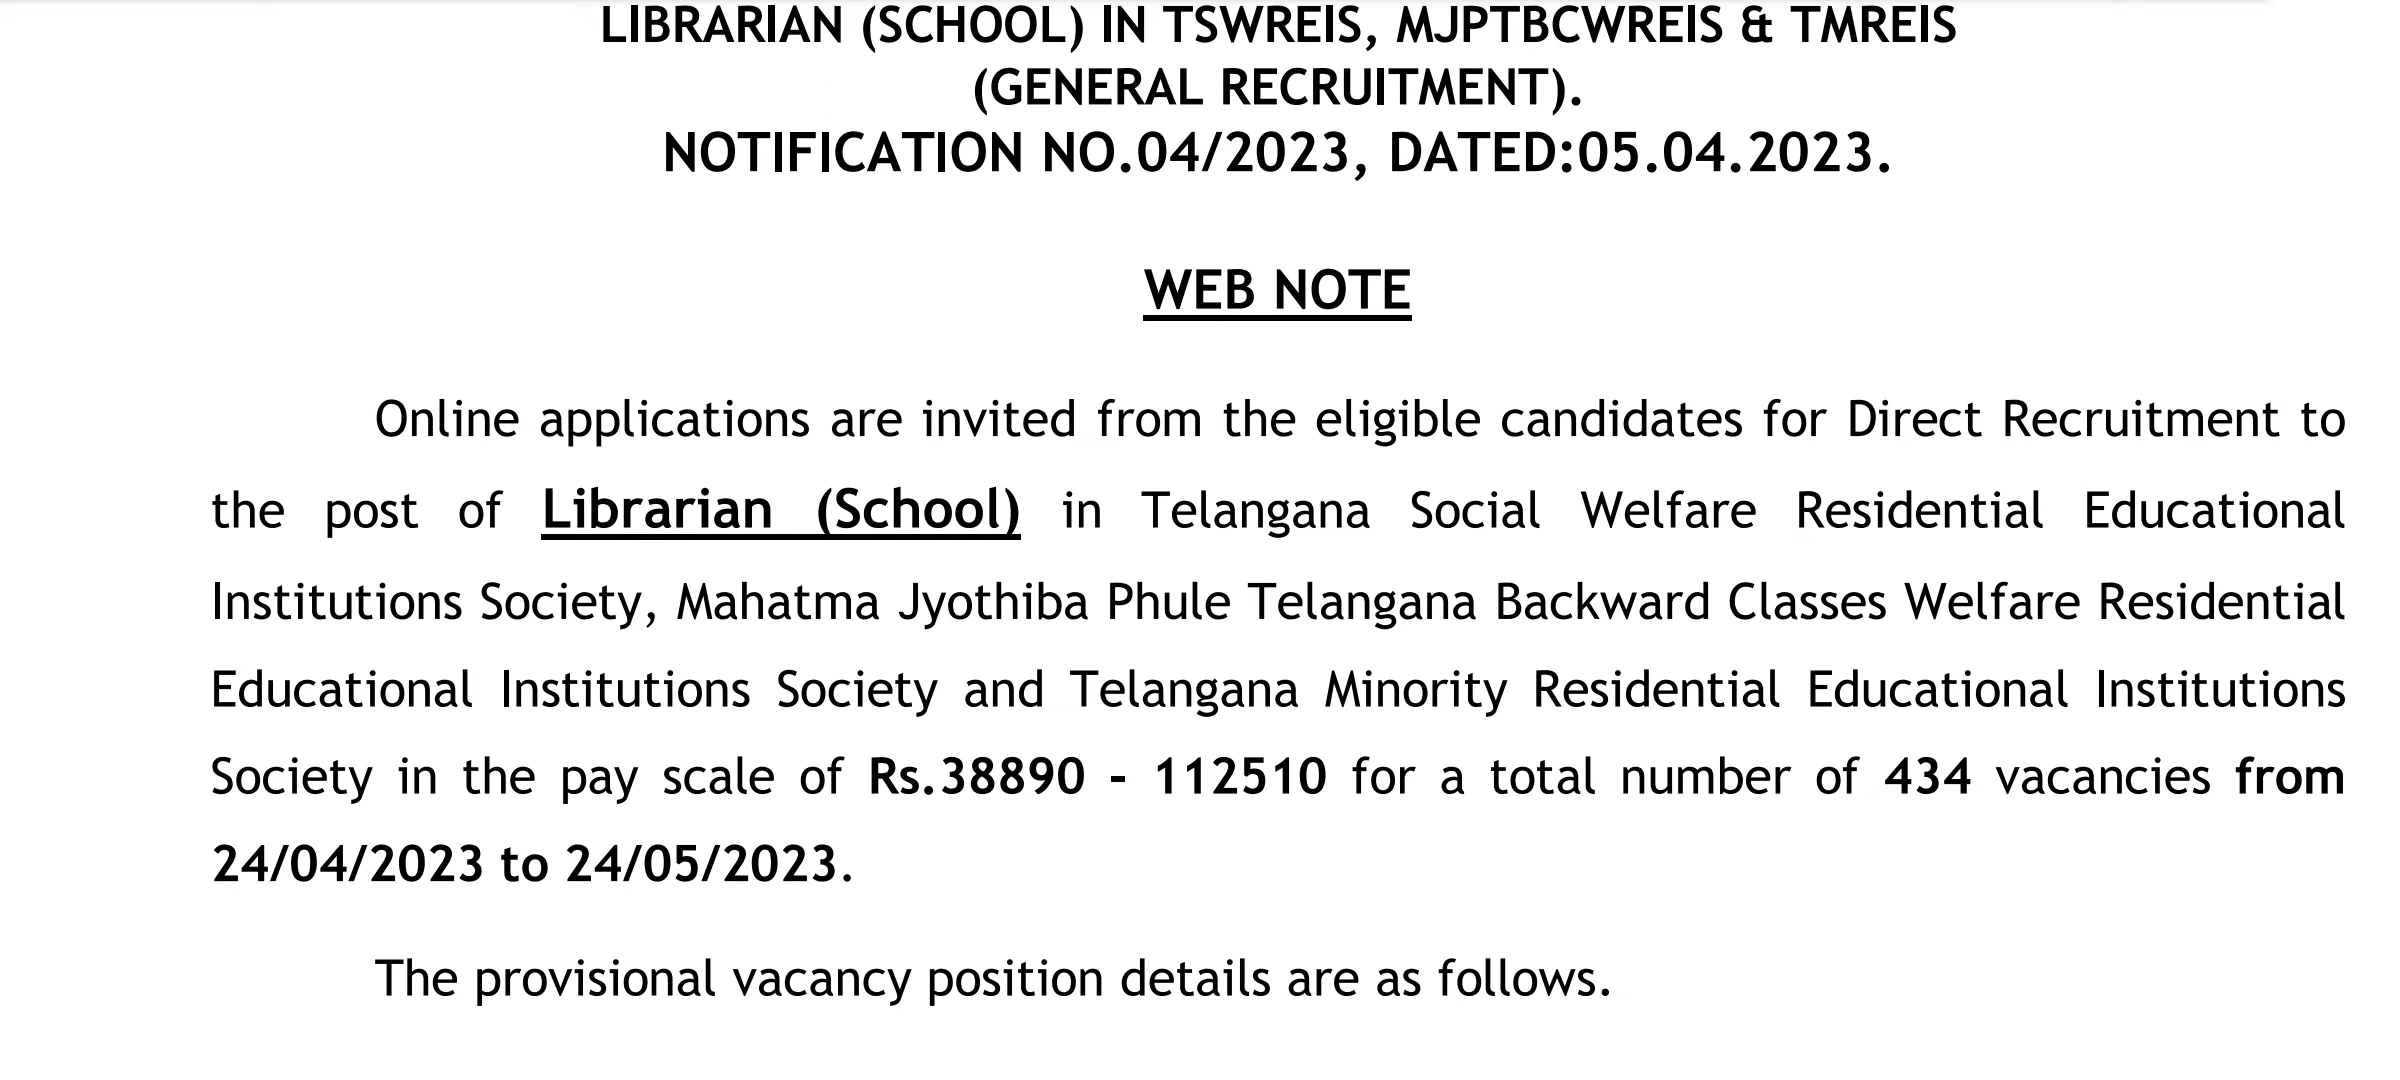 LIBRARIAN (SCHOOL) IN TSWREIS, MJPTBCWREIS & TMREIS
(GENERAL RECRUITMENT).
NOTIFICATION NO.04/2023, DATED:05.04.2023.
WEB NOTE
Online applications are invited from the eligible candidates for Direct Recruitment to
the post of Librarian (School) in Telangana Social Welfare Residential Educational
Institutions Society, Mahatma Jyothiba Phule Telangana Backward Classes Welfare Residential
Educational Institutions Society and Telangana Minority Residential Educational Institutions
Society in the pay scale of Rs.38890 - 112510 for a total number of 434 vacancies from
24/04/2023 to 24/05/2023.
The provisional vacancy position details are as follows.